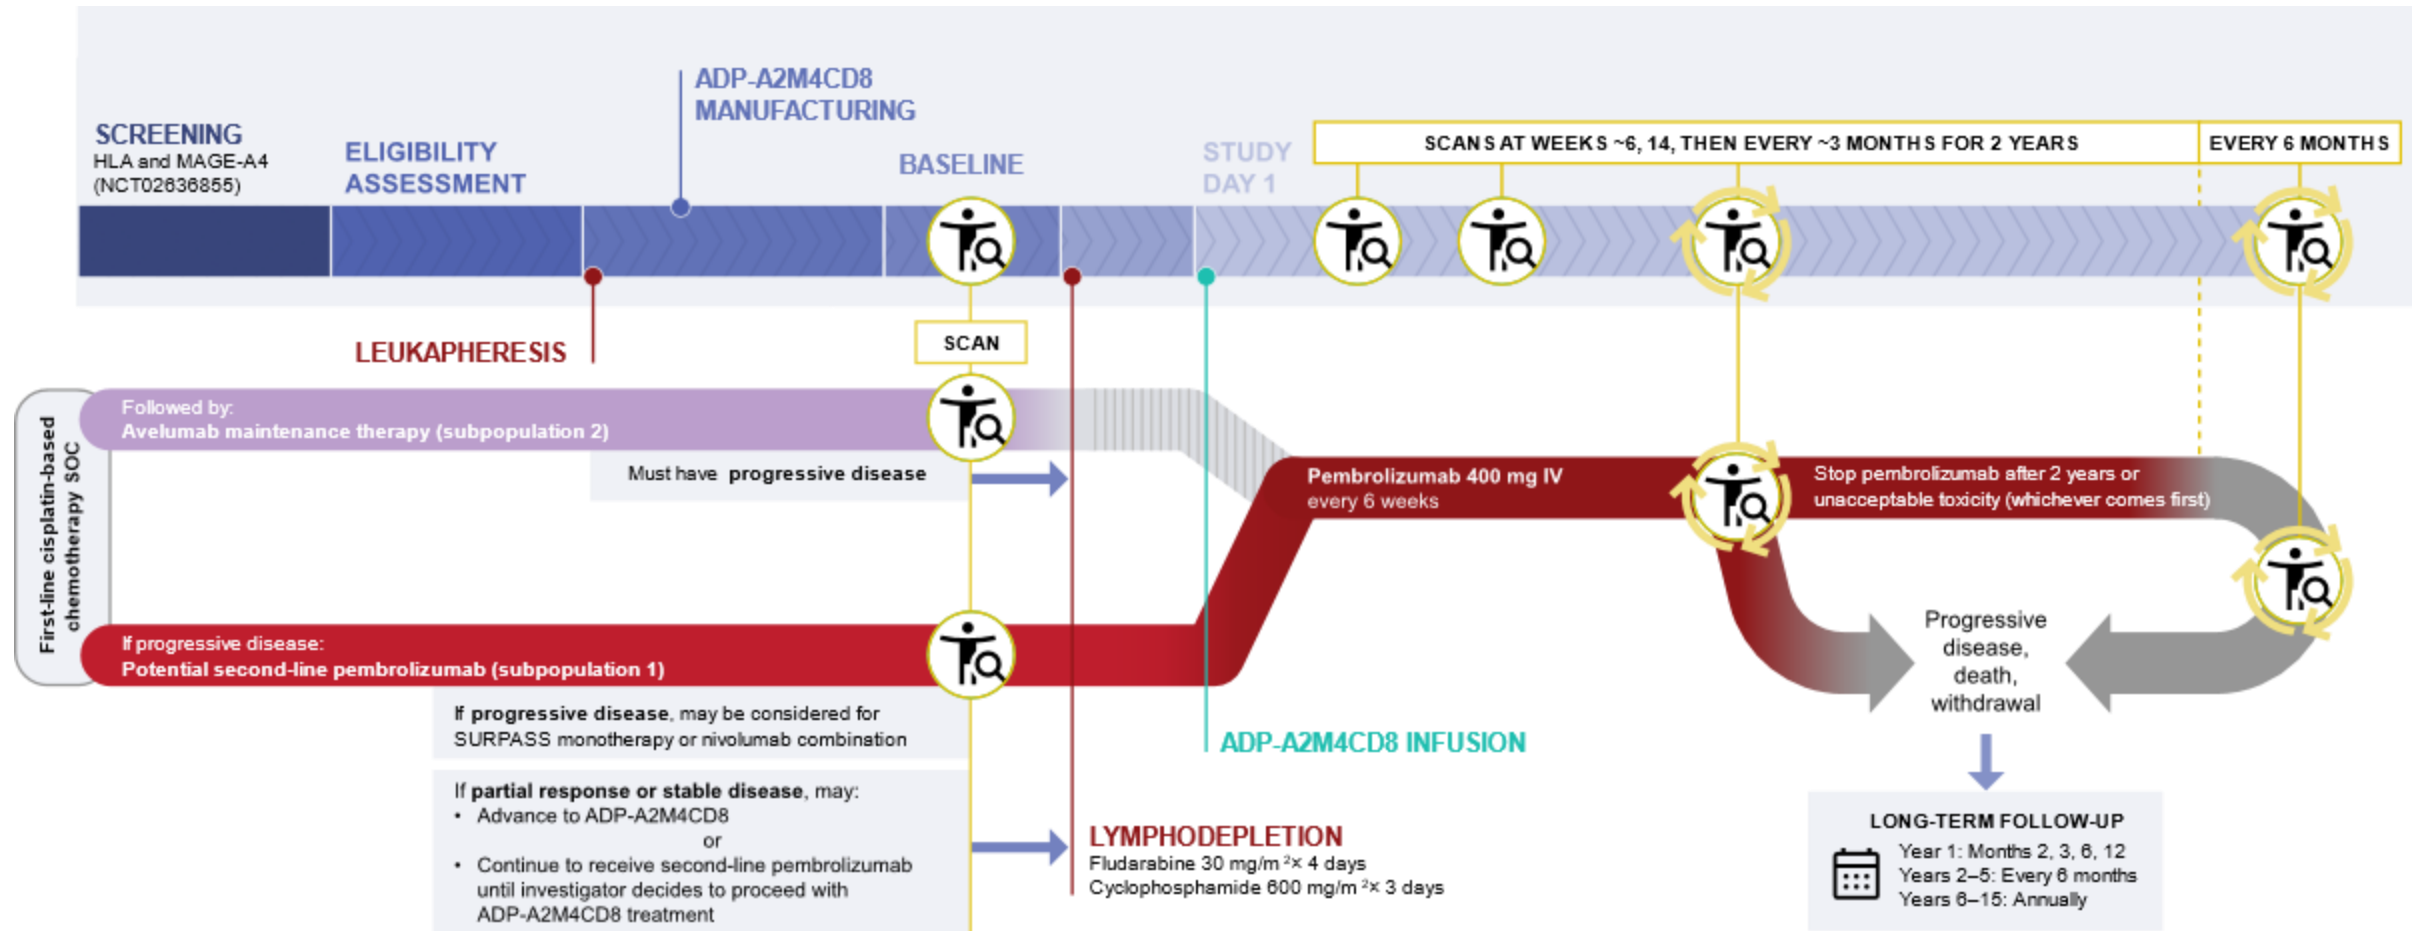 ADP-A2M4CD8
MANUFACTURING
SCREENING
HLA and MAGE-A4
(NCT02636855)
ELIGIBILITY
ASSESSMENT
BASELINE
STUDY
DAY 1
SCANS AT WEEKS ~6, 14, THEN EVERY ~3 MONTHS FOR 2 YEARS
EVERY 6 MONTHS
LEUKAPHERESIS
SCAN
First-line cisplatin-based
chemotherapy SOC
Followed by:
Avelumab maintenance therapy (subpopulation 2)
Must have progressive disease
Pembrolizumab 400 mg IV
every 6 weeks
Stop pembrolizumab after 2 years or
unacceptable toxicity (whichever comes first)
If progressive disease:
Potential second-line pembrolizumab (subpopulation 1)
If progressive disease, may be considered for
SURPASS monotherapy or nivolumab combination
If partial response or stable disease, may:
• Advance to ADP-A2M4CD8
or
• Continue to receive second-line pembrolizumab
until investigator decides to proceed with
ADP-A2M4CD8 treatment
ADP-A2M4CD8 INFUSION
LYMPHODEPLETION
Fludarabine 30 mg/m ²× 4 days
Cyclophosphamide 600 mg/m ²× 3 days
Progressive
disease,
death,
withdrawal
LONG-TERM FOLLOW-UP
Year 1: Months 2, 3, 6, 12
Years 2–5: Every 6 months
Years 6–15: Annually